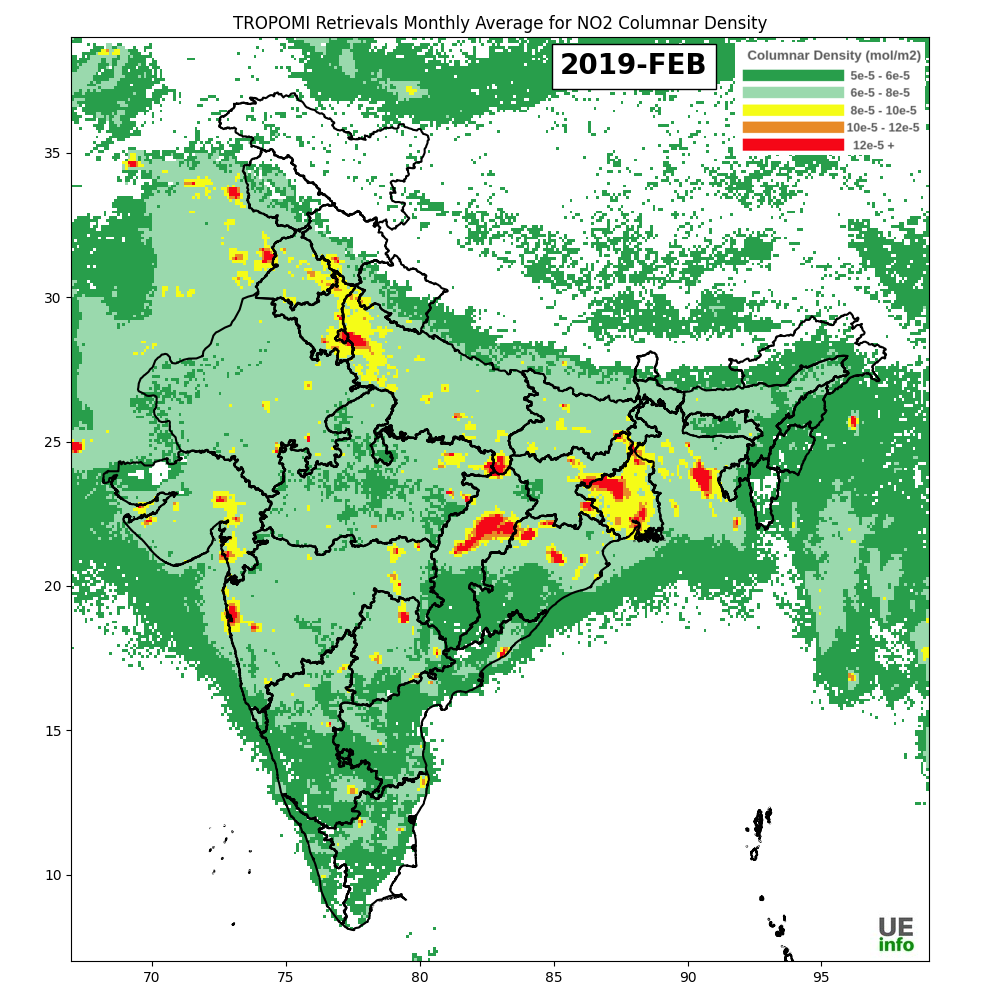 TROPOMI Retrievals Monthly Average for NO2 Columnar Density
2019-FEB
Columnar Density (mol/m2)
5e-5 - 6e-5
6e-5 - 8e-5
8e-5 - 10e-5
10e-5 - 12e-5
12e-5 +
35
30
25
20
15
10
70 75 80 85 90 95
UE
info